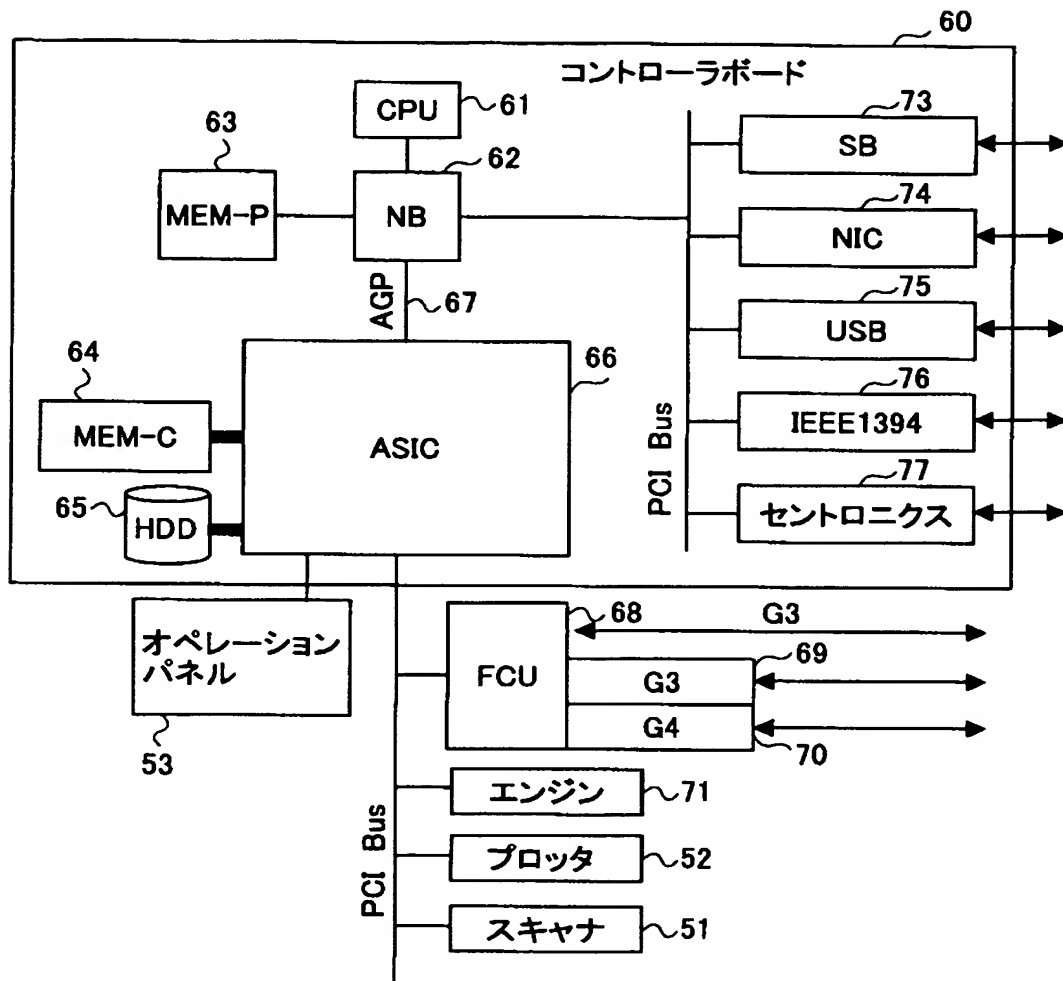 60
コントローラボード
CPU
61
63
62
MEM-P
NB
AGP
67
73
SB
74
NIC
75
USB
76
IEEE1394
77
セントロニクス
PCI Bus
64
MEM-C
66
ASIC
65
HDD
オペレーション
パネル
53
68
FCU
G3
69
G3
G4
70
エンジン
71
プロッタ
52
スキャナ
51
PCI Bus